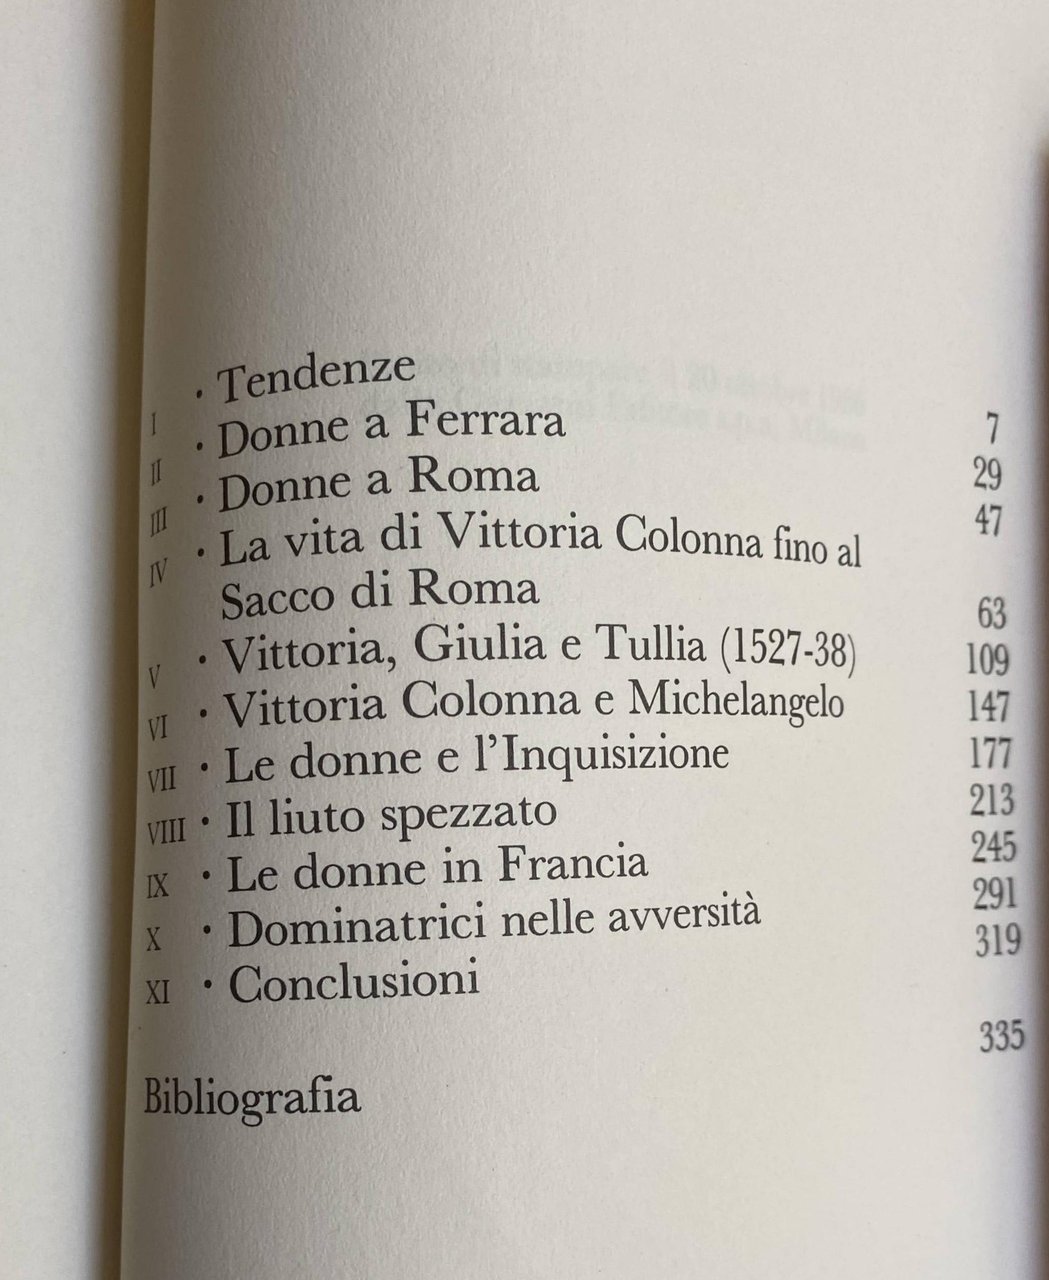 I · Tendenze 7
II · Donne a Ferrara 29
III · Donne a Roma 47
IV · La vita di Vittoria Colonna fino al
Sacco di Roma 63
V · Vittoria, Giulia e Tullia (1527-38) 109
VI · Vittoria Colonna e Michelangelo 147
VII · Le donne e l'Inquisizione 177
VIII · Il liuto spezzato 213
IX · Le donne in Francia 245
X · Dominatrici nelle avversità 291
XI · Conclusioni 319
Bibliografia 335